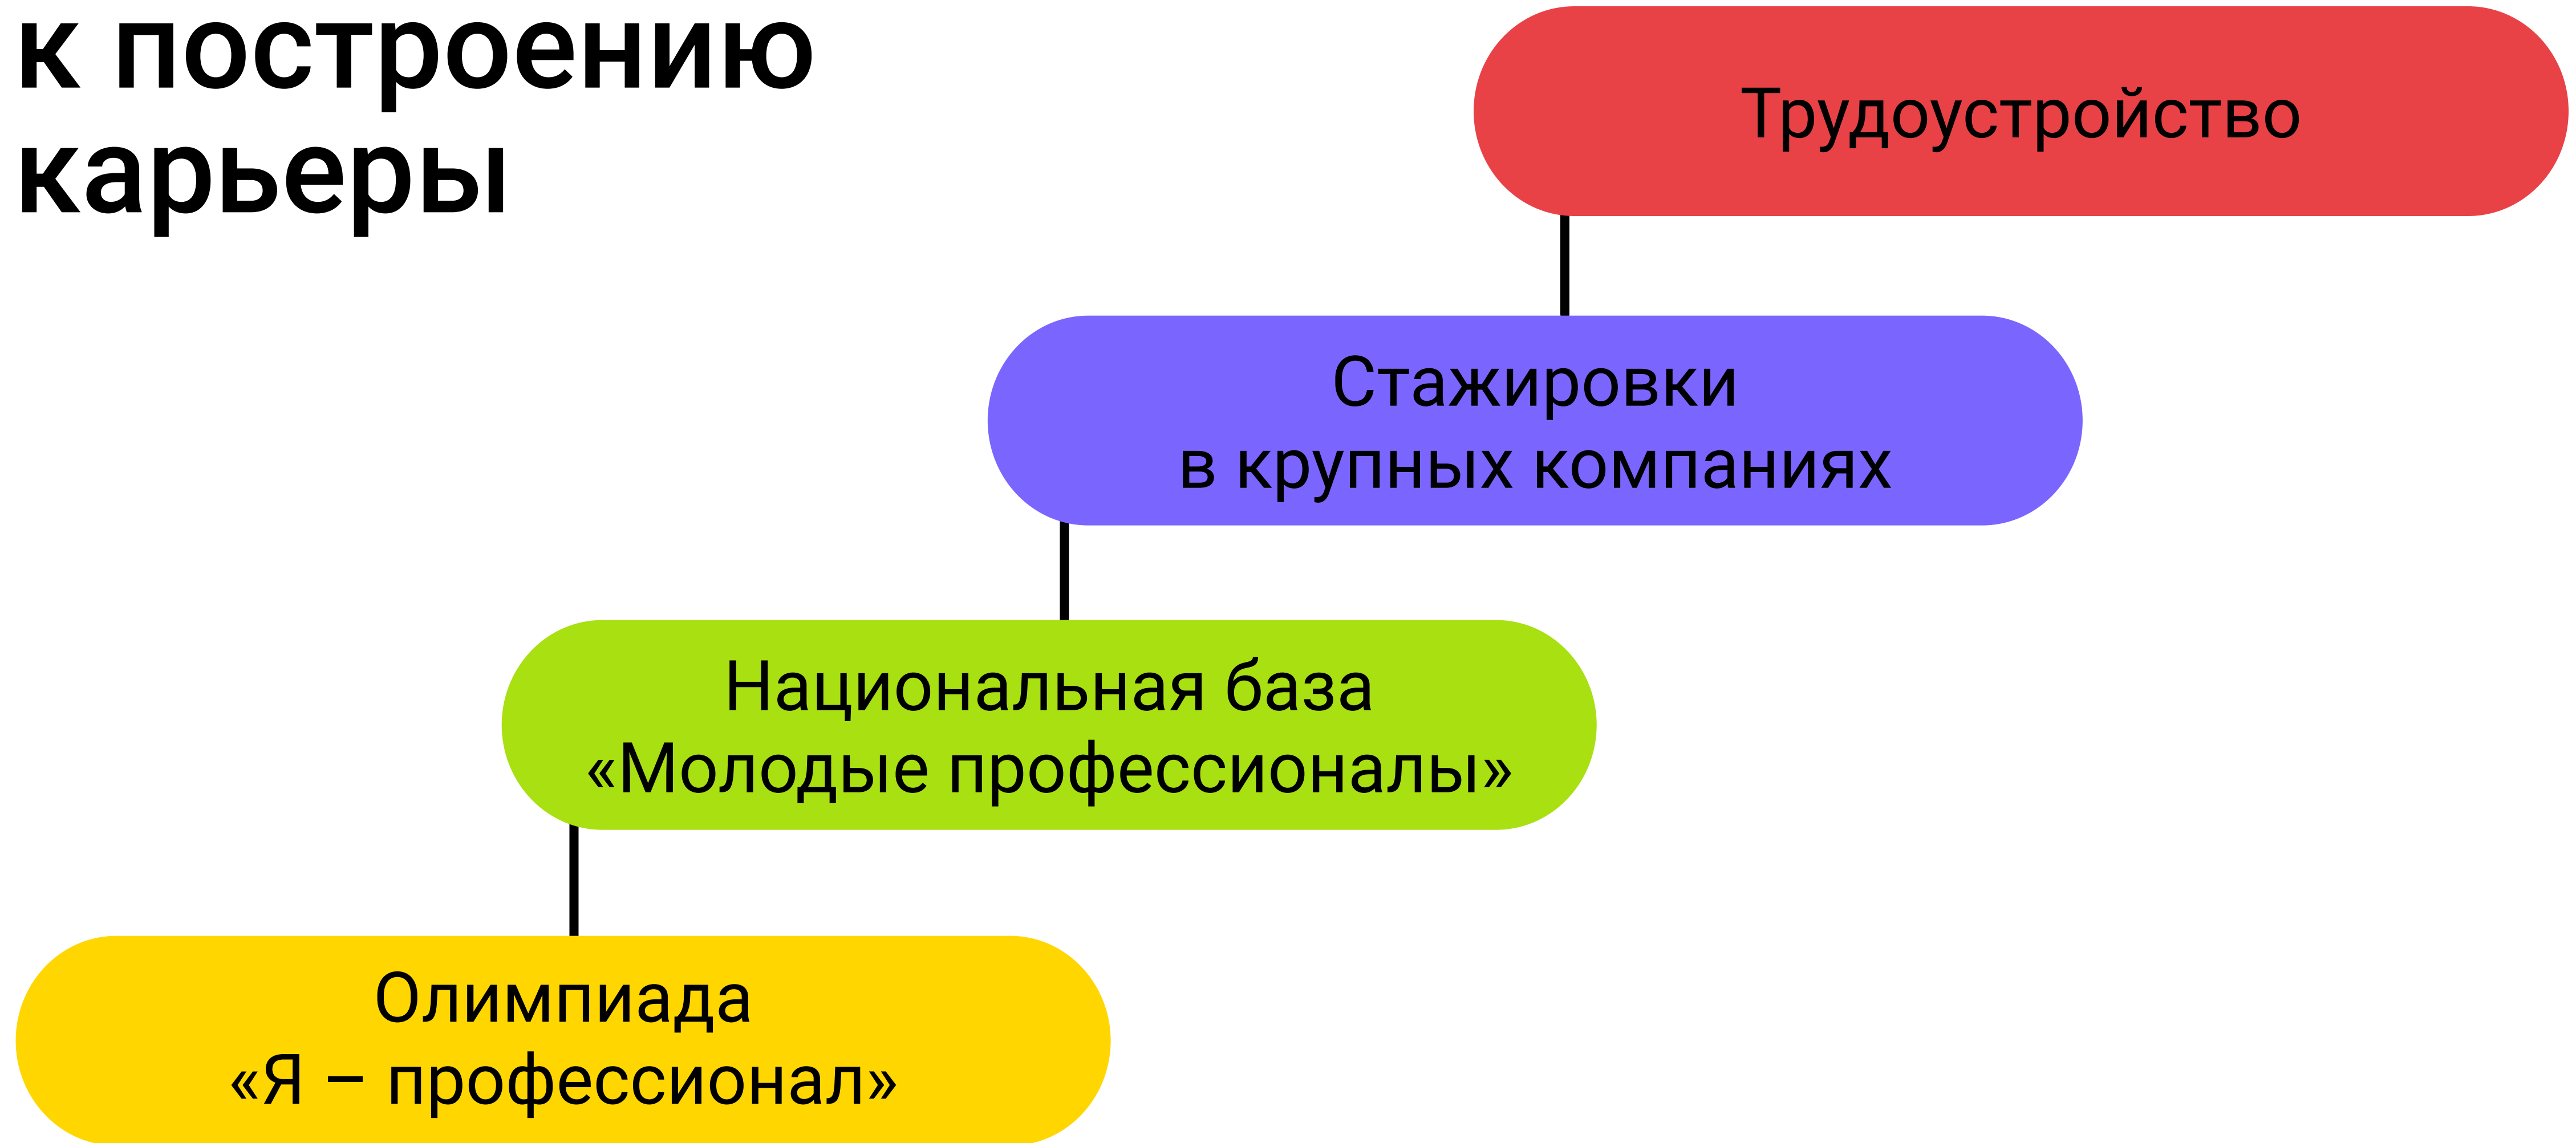 к построению
карьеры
Трудоустройство
Стажировки
в крупных компаниях
Национальная база
«Молодые профессионалы»
Олимпиада
«Я – профессионал»